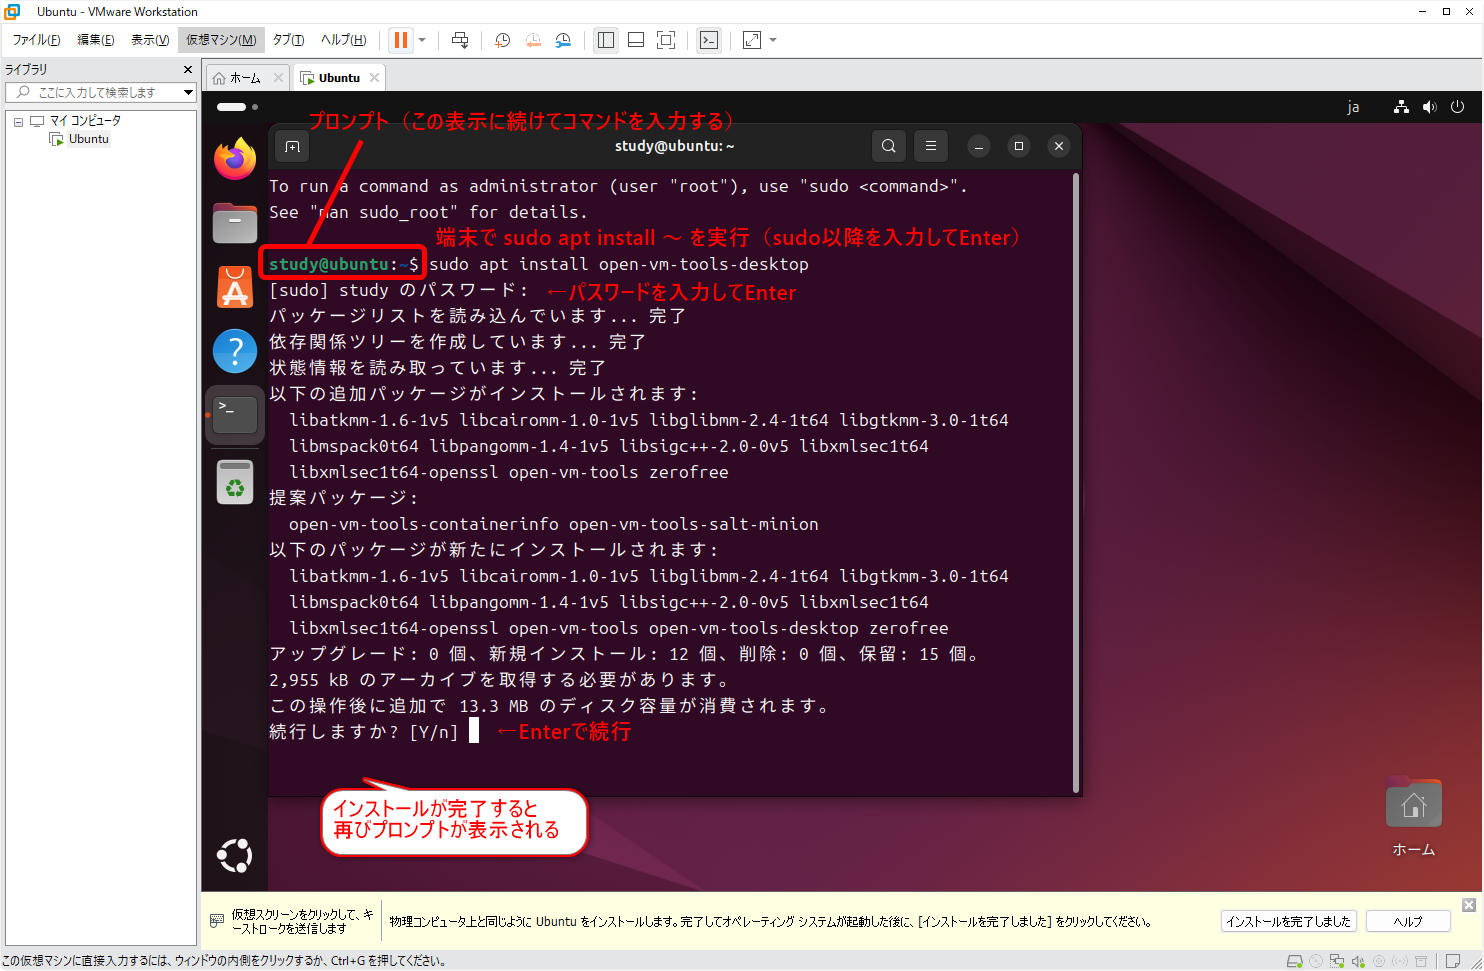 Ubuntu - VMware Workstation
ファイル(F) 編集(E) 表示(V) 仮想マシン(M) タブ(T) ヘルプ(H)
ライブラリ
ここに入力して検索します
マイ コンピュータ
Ubuntu
ホーム
Ubuntu
ja
プロンプト（この表示に続けてコマンドを入力する）
study@ubuntu: ~
To run a command as administrator (user "root"), use "sudo <command>".
See "man sudo_root" for details.
端末で sudo apt install ～ を実行（sudo以降を入力してEnter）
study@ubuntu:~$ sudo apt install open-vm-tools-desktop
[sudo] study のパスワード: ←パスワードを入力してEnter
パッケージリストを読み込んでいます... 完了
依存関係ツリーを作成しています... 完了
状態情報を読み取っています... 完了
以下の追加パッケージがインストールされます:
libatkmm-1.6-1v5 libcairomm-1.0-1v5 libglibmm-2.4-1t64 libgtkmm-3.0-1t64
libmspack0t64 libpangomm-1.4-1v5 libsigc++-2.0-0v5 libxmlsec1t64
libxmlsec1t64-openssl open-vm-tools zerofree
提案パッケージ:
open-vm-tools-containerinfo open-vm-tools-salt-minion
以下のパッケージが新たにインストールされます:
libatkmm-1.6-1v5 libcairomm-1.0-1v5 libglibmm-2.4-1t64 libgtkmm-3.0-1t64
libmspack0t64 libpangomm-1.4-1v5 libsigc++-2.0-0v5 libxmlsec1t64
libxmlsec1t64-openssl open-vm-tools open-vm-tools-desktop zerofree
アップグレード: 0 個、新規インストール: 12 個、削除: 0 個、保留: 15 個。
2,955 kB のアーカイブを取得する必要があります。
この操作後に追加で 13.3 MB のディスク容量が消費されます。
続行しますか? [Y/n] ←Enterで続行
インストールが完了すると
再びプロンプトが表示される
ホーム
仮想スクリーンをクリックして、キ
ーストロークを送信します
物理コンピュータ上と同じように Ubuntu をインストールします。完了してオペレーティング システムが起動した後に、[インストールを完了しました] をクリックしてください。
インストールを完了しました
ヘルプ
この仮想マシンに直接入力するには、ウィンドウの内側をクリックするか、Ctrl+G を押してください。